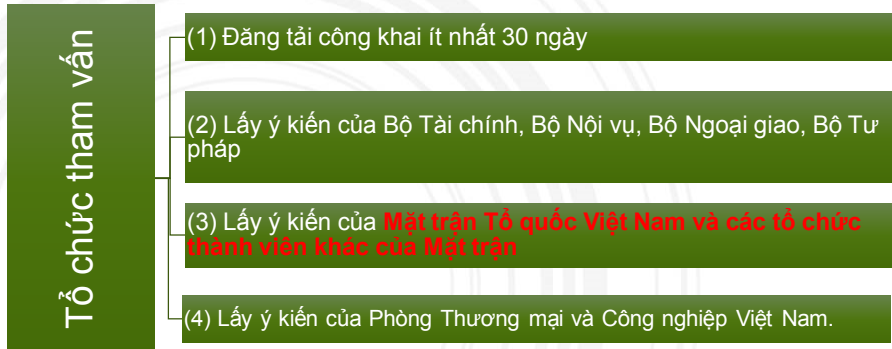 Tổ chức tham vấn
(1) Đăng tải công khai ít nhất 30 ngày
(2) Lấy ý kiến của Bộ Tài chính, Bộ Nội vụ, Bộ Ngoại giao, Bộ Tư
pháp
(3) Lấy ý kiến của Mặt trận Tổ quốc Việt Nam và các tổ chức
thành viên khác của Mặt trận
(4) Lấy ý kiến của Phòng Thương mại và Công nghiệp Việt Nam.